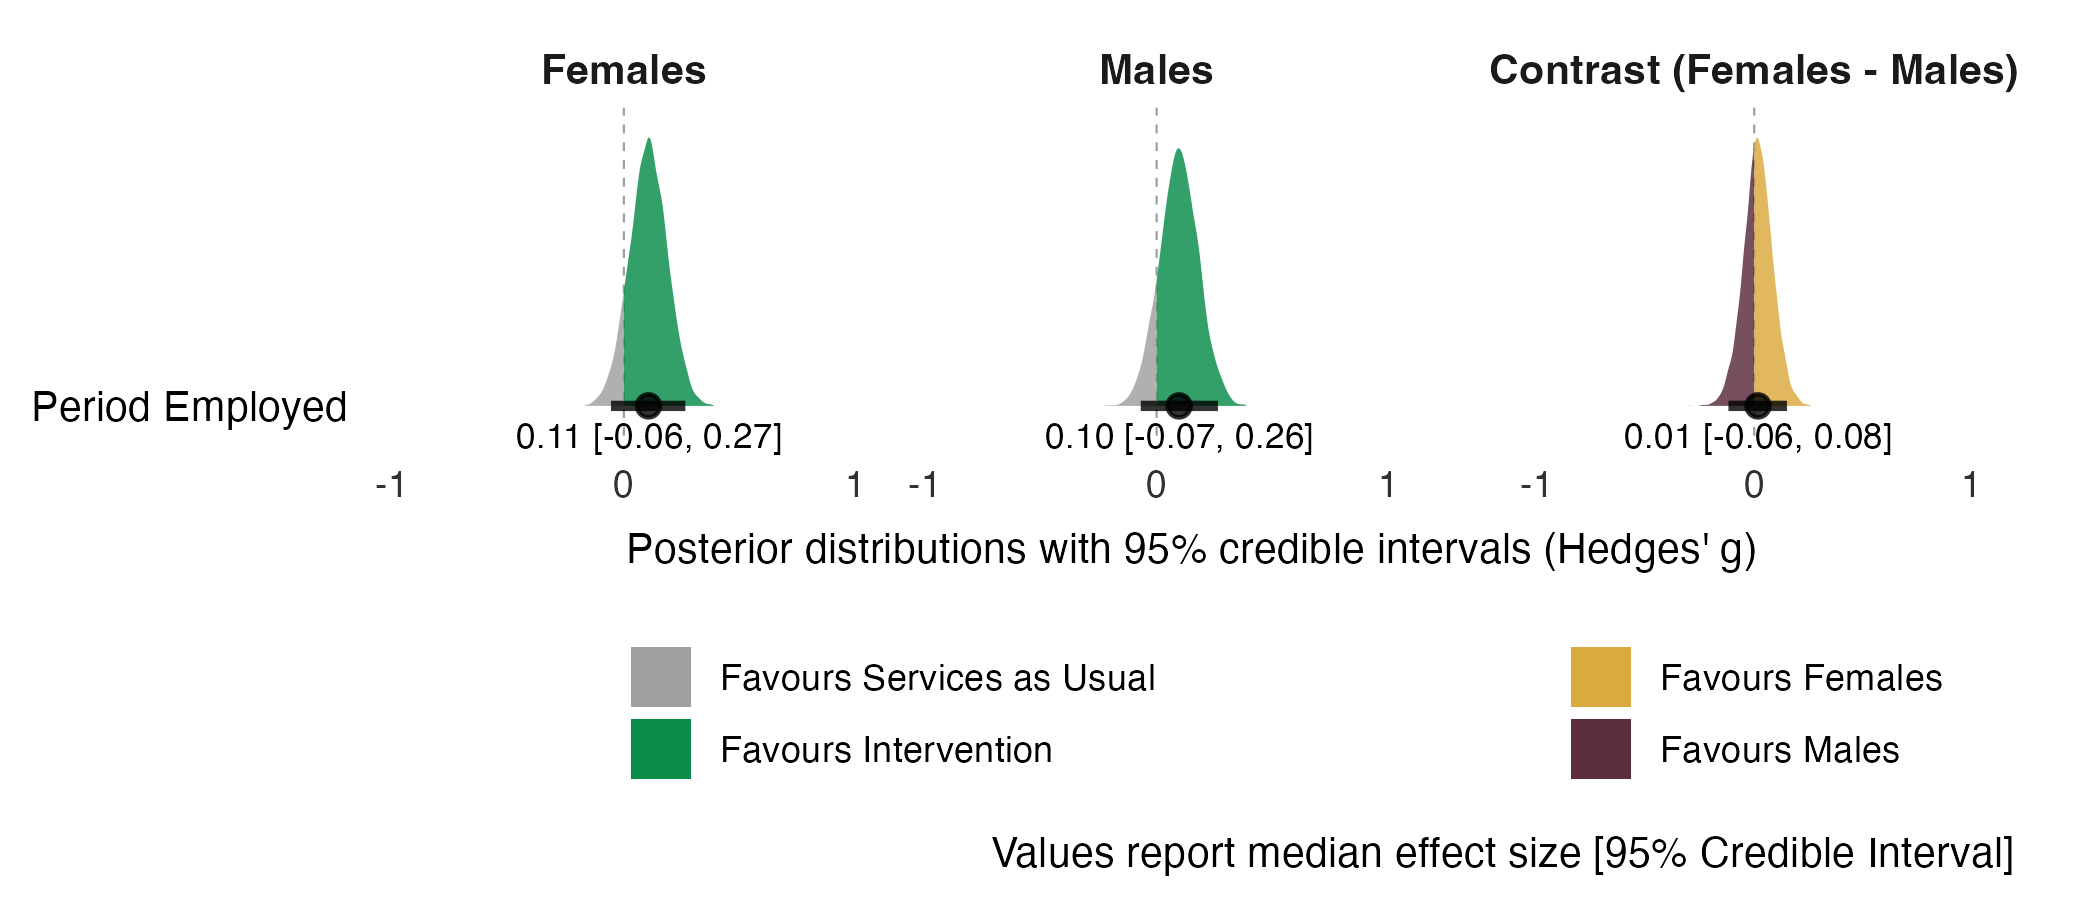 Females Males Contrast (Females - Males)
Period Employed
0.11 [-0.06, 0.27] 0.10 [-0.07, 0.26] 0.01 [-0.06, 0.08]
-1 0 1 -1 0 1 -1 0 1
Posterior distributions with 95% credible intervals (Hedges' g)
Favours Services as Usual Favours Females
Favours Intervention Favours Males
Values report median effect size [95% Credible Interval]